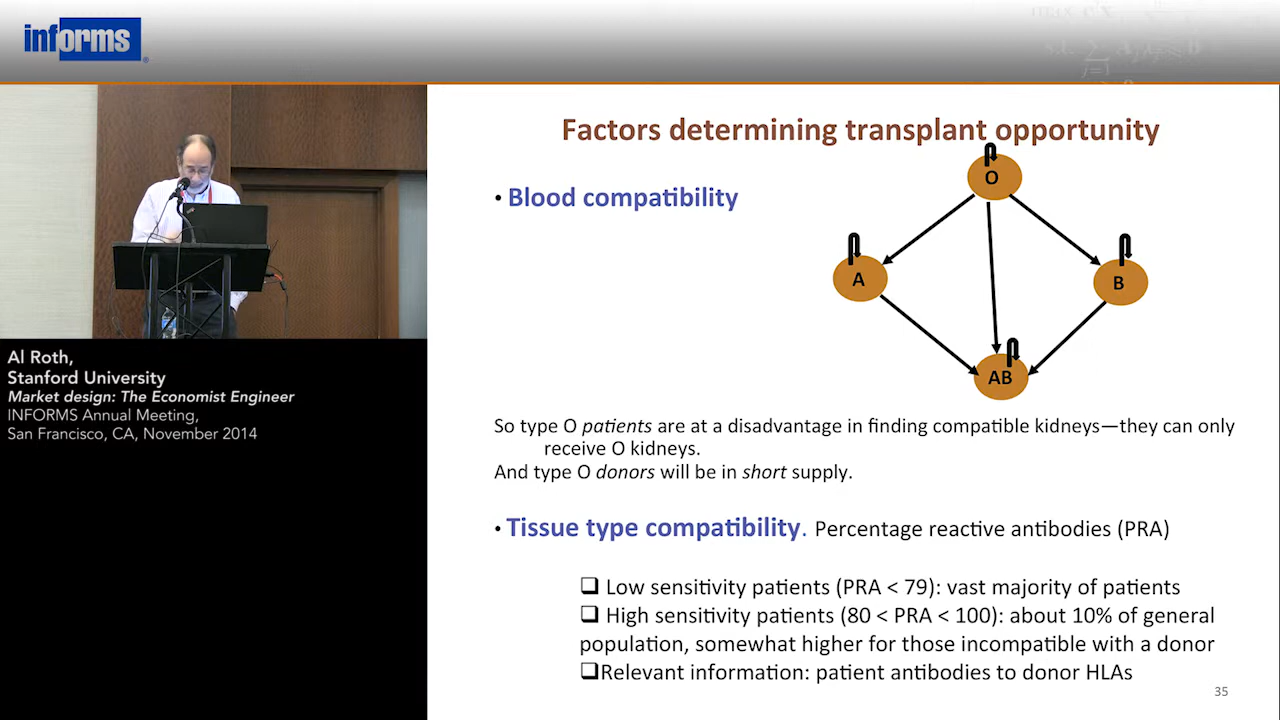 informs
Factors determining transplant opportunity
• Blood compatibility
O
A
B
AB
So type O patients are at a disadvantage in finding compatible kidneys—they can only
receive O kidneys.
And type O donors will be in short supply.
• Tissue type compatibility. Percentage reactive antibodies (PRA)
❑ Low sensitivity patients (PRA < 79): vast majority of patients
❑ High sensitivity patients (80 < PRA < 100): about 10% of general
population, somewhat higher for those incompatible with a donor
❑Relevant information: patient antibodies to donor HLAs
35
Al Roth,
Stanford University
Market design: The Economist Engineer
INFORMS Annual Meeting,
San Francisco, CA, November 2014